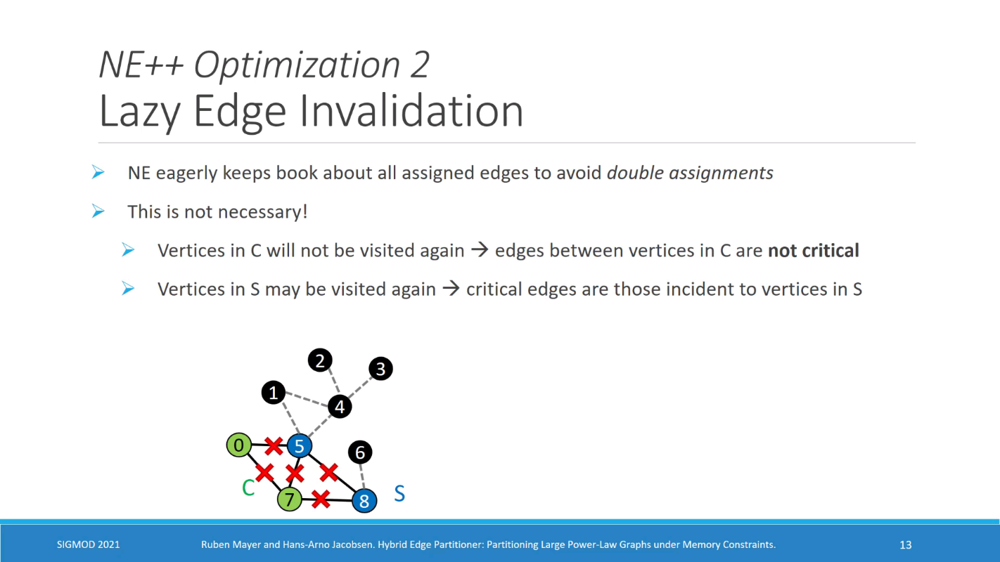 NE++ Optimization 2
Lazy Edge Invalidation
NE eagerly keeps book about all assigned edges to avoid double assignments
This is not necessary!
Vertices in C will not be visited again → edges between vertices in C are not critical
Vertices in S may be visited again → critical edges are those incident to vertices in S
2
3
1
4
0
5
6
C
7
8
S
SIGMOD 2021
Ruben Mayer and Hans-Arno Jacobsen. Hybrid Edge Partitioner: Partitioning Large Power-Law Graphs under Memory Constraints.
13